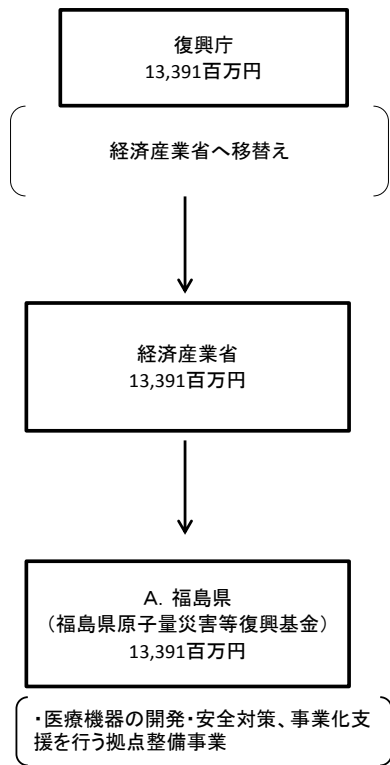 復興庁
13,391百万円
経済産業省へ移替え
経済産業省
13,391百万円
A. 福島県
（福島県原子量災害等復興基金）
13,391百万円
・医療機器の開発・安全対策、事業化支
援を行う拠点整備事業